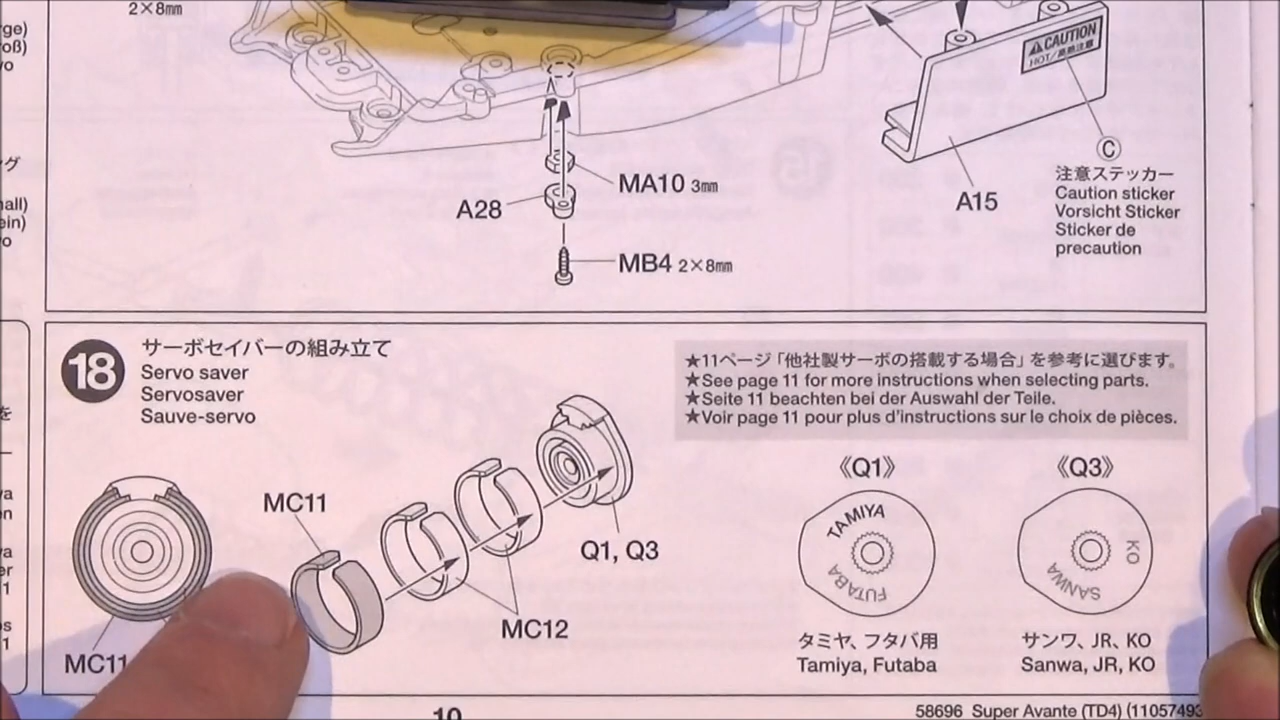 2×8mm
CAUTION
MA10 3mm
A28
MB4 2×8mm
A15
C
注意ステッカー
Caution sticker
Vorsicht Sticker
Sticker de
precaution
18
サーボセイバーの組み立て
Servo saver
Servosaver
Sauve-servo
★11ページ「他社製サーボの搭載する場合」を参考に選びます。
★See page 11 for more instructions when selecting parts.
★Seite 11 beachten bei der Auswahl der Teile.
★Voir page 11 pour plus d'instructions sur le choix de pièces.
MC11
MC11
MC12
Q1, Q3
《Q1》
TAMIYA
FUTABA
タミヤ、フタバ用
Tamiya, Futaba
《Q3》
KO
SANWA
サンワ、JR、KO
Sanwa, JR, KO
10
58696 Super Avante (TD4) (11057493